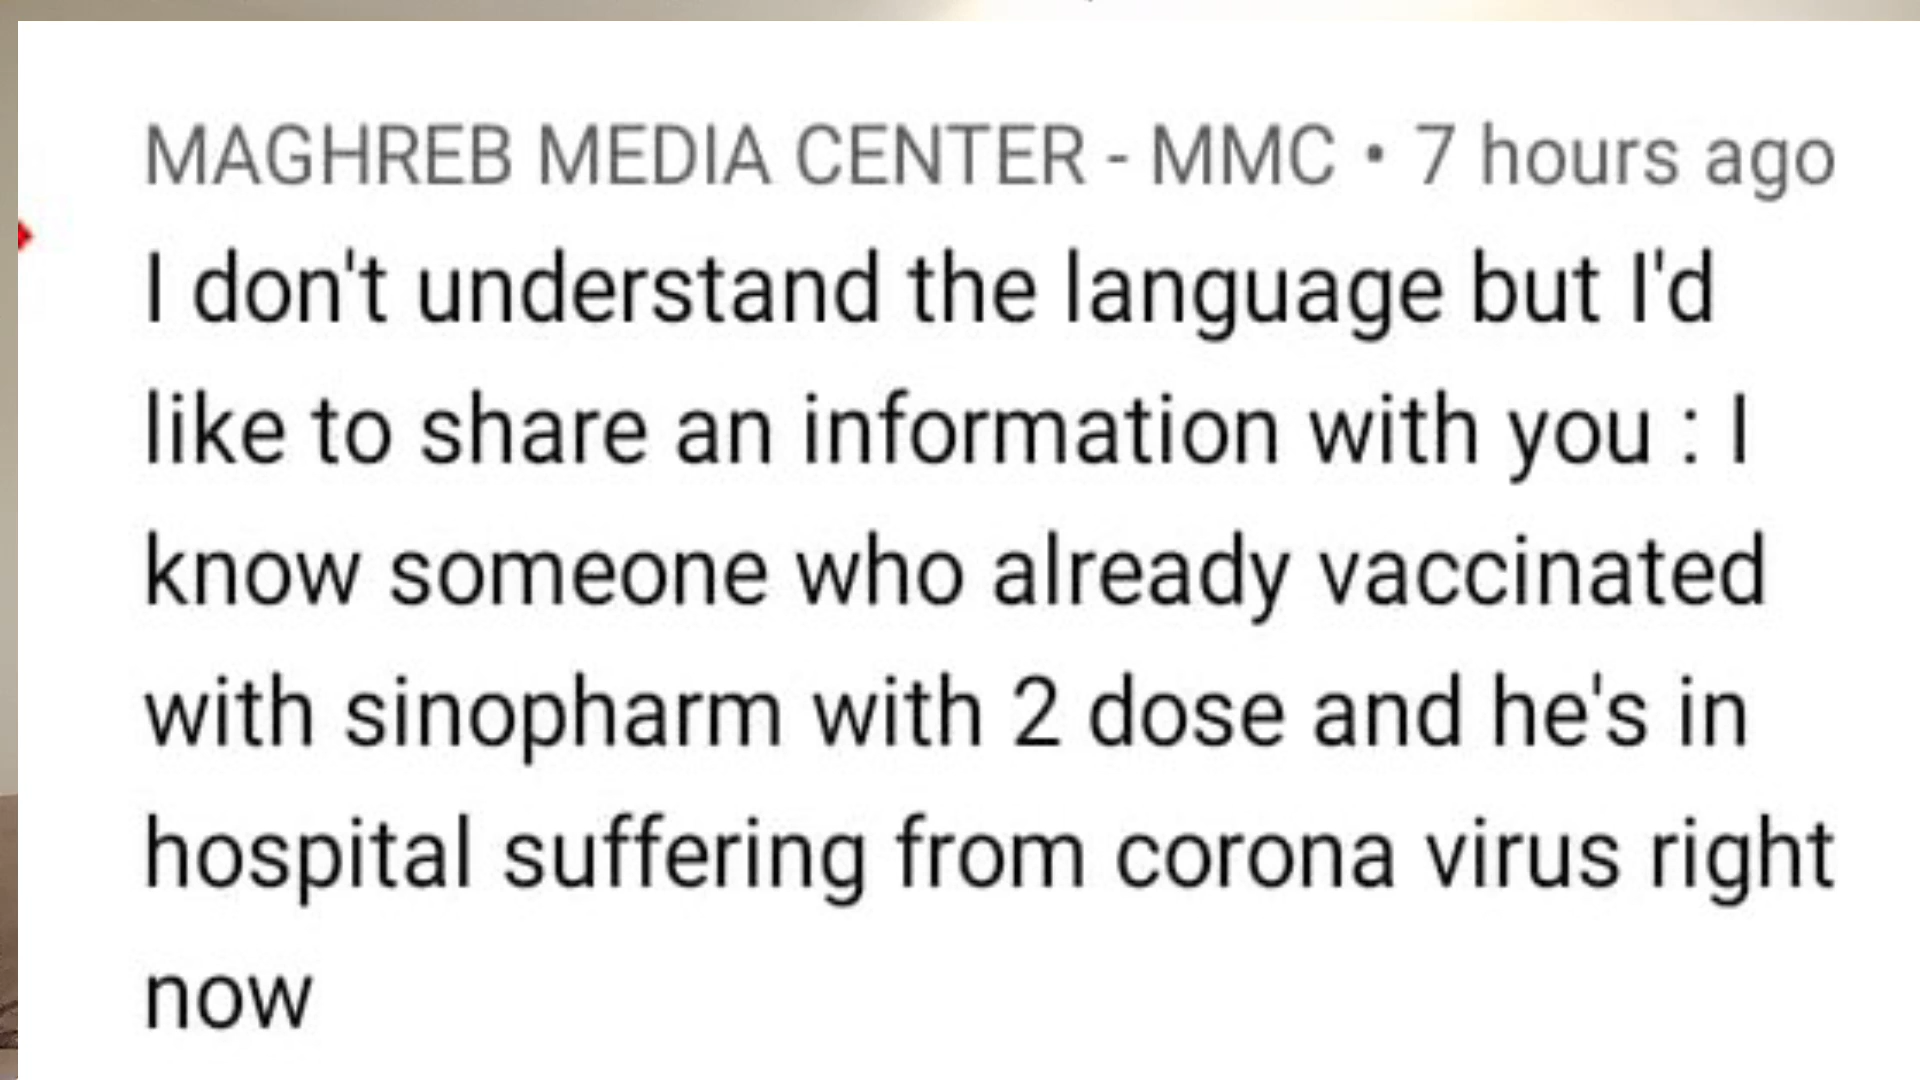 MAGHREB MEDIA CENTER - MMC • 7 hours ago
I don't understand the language but I'd
like to share an information with you : I
know someone who already vaccinated
with sinopharm with 2 dose and he's in
hospital suffering from corona virus right
now